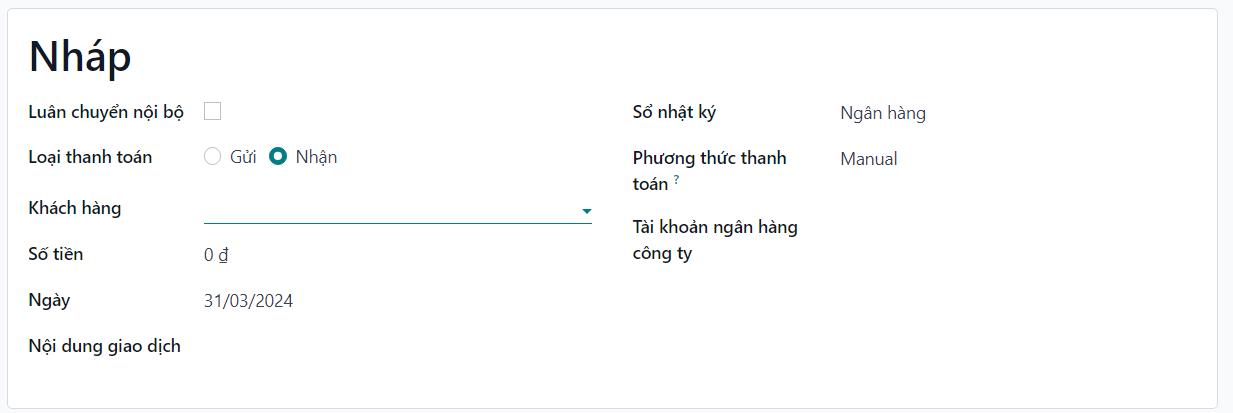 Nháp
Luân chuyển nội bộ
Loại thanh toán Gửi Nhận
Khách hàng
Số tiền 0 ₫
Ngày 31/03/2024
Nội dung giao dịch
Sổ nhật ký Ngân hàng
Phương thức thanh Manual
toán ?
Tài khoản ngân hàng
công ty